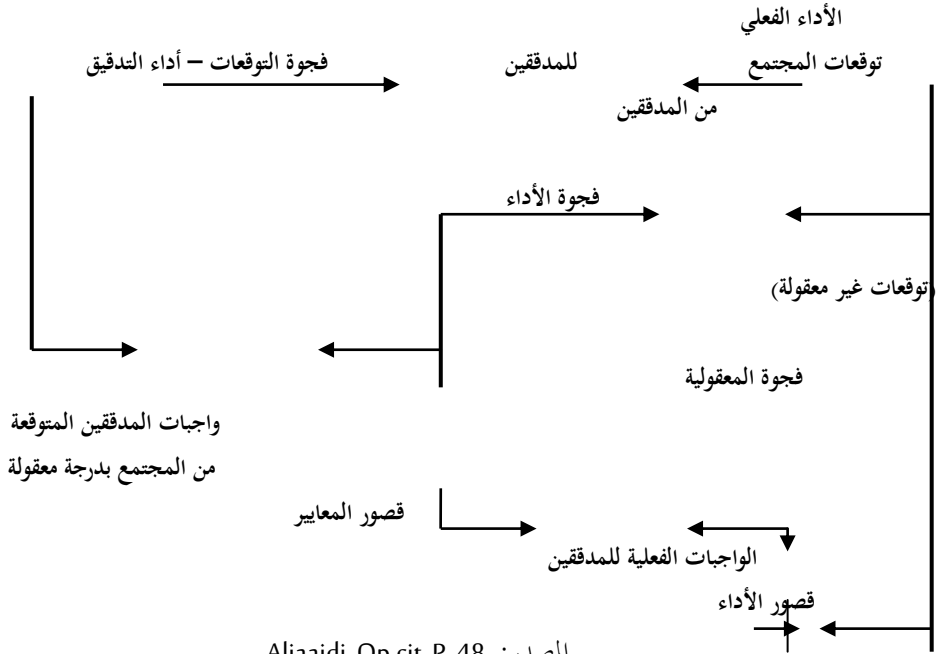 الأداء الفعلي
توقعات المجتمع للمدققين فجوة التوقعات – أداء التدقيق
من المدققين
فجوة الأداء
(توقعات غير معقولة)
فجوة المعقولية
واجبات المدققين المتوقعة
من المجتمع بدرجة معقولة
قصور المعايير
الواجبات الفعلية للمدققين
قصور الأداء
المصدر: Aljaaidi, Op.cit, P. 48